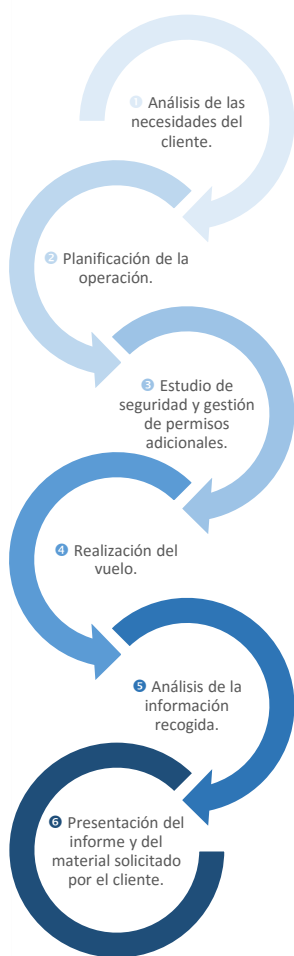 ❶ Análisis de las
necesidades del
cliente.
❷ Planificación de la
operación.
❸ Estudio de
seguridad y gestión
de permisos
adicionales.
❹ Realización del
vuelo.
❺ Análisis de la
información
recogida.
❻ Presentación del
informe y del
material solicitado
por el cliente.